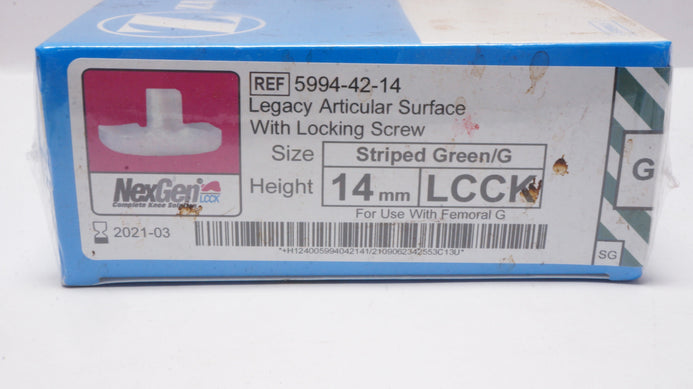 REF 5994-42-14
Legacy Articular Surface
With Locking Screw
Size Striped Green/G
Height 14 mm LCCK
For Use With Femoral G
NexGen LCCK
Complete Knee Solution
2021-03
*+H124005994042141/2109062342553C13U*
G
SG